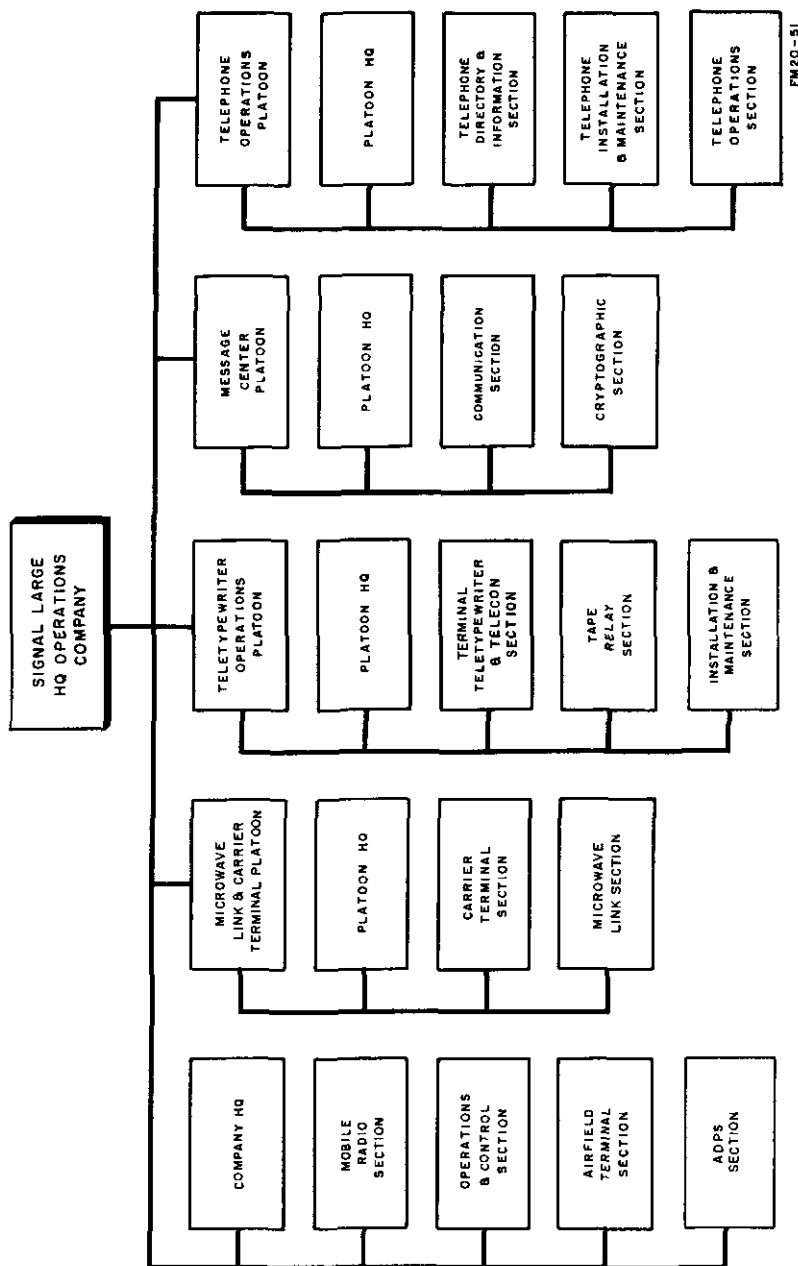 SIGNAL LARGE
HQ OPERATIONS
COMPANY
COMPANY HQ
MOBILE
RADIO
SECTION
OPERATIONS
& CONTROL
SECTION
AIRFIELD
TERMINAL
SECTION
ADPS
SECTION
MICROWAVE
LINK & CARRIER
TERMINAL PLATOON
PLATOON HQ
CARRIER
TERMINAL
SECTION
MICROWAVE
LINK SECTION
TELETYPEWRITER
OPERATIONS
PLATOON
PLATOON HQ
TERMINAL
TELETYPEWRITER
& TELECON
SECTION
TAPE
RELAY
SECTION
INSTALLATION &
MAINTENANCE
SECTION
MESSAGE
CENTER
PLATOON
PLATOON HQ
COMMUNICATION
SECTION
CRYPTOGRAPHIC
SECTION
TELEPHONE
OPERATIONS
PLATOON
PLATOON HQ
TELEPHONE
DIRECTORY &
INFORMATION
SECTION
TELEPHONE
INSTALLATION
& MAINTENANCE
SECTION
TELEPHONE
OPERATIONS
SECTION
FM20-51